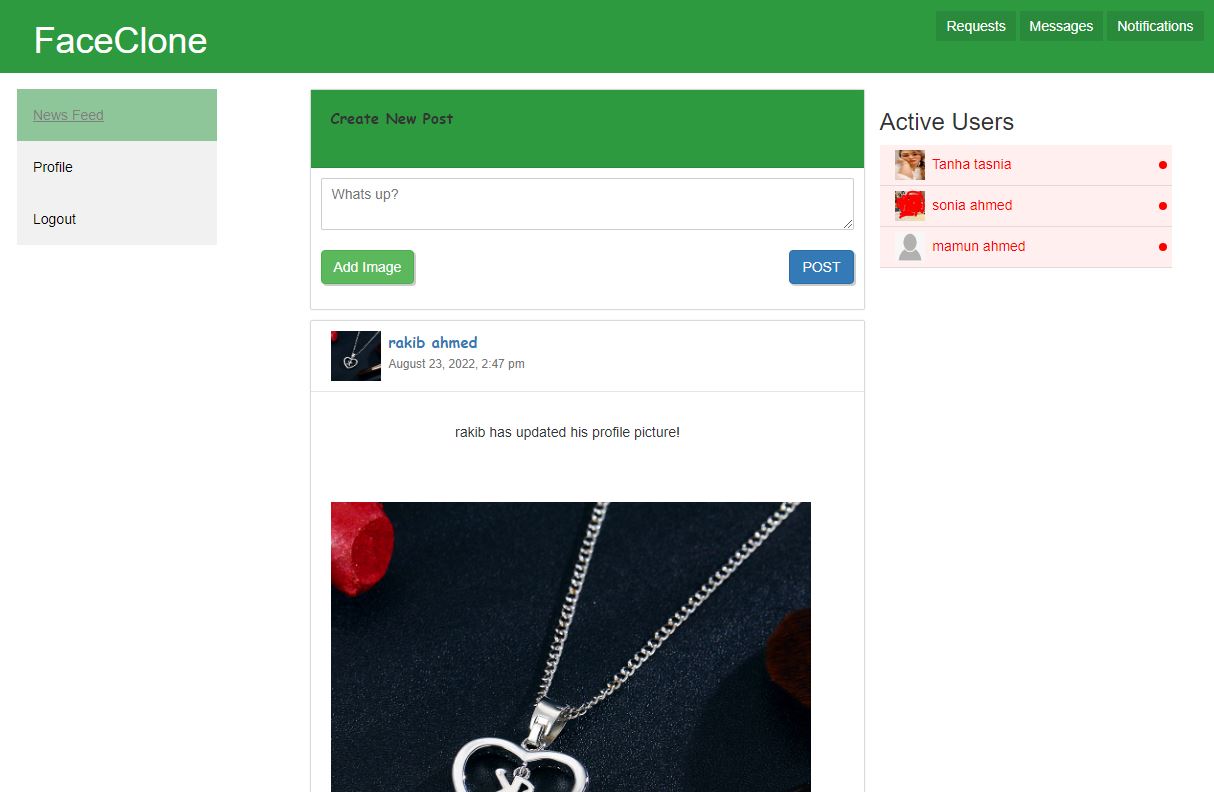 FaceClone
Requests
Messages
Notifications
News Feed
Profile
Logout
Create New Post
Whats up?
Add Image
POST
rakib ahmed
August 23, 2022, 2:47 pm
rakib has updated his profile picture!
Active Users
Tanha tasnia
sonia ahmed
mamun ahmed